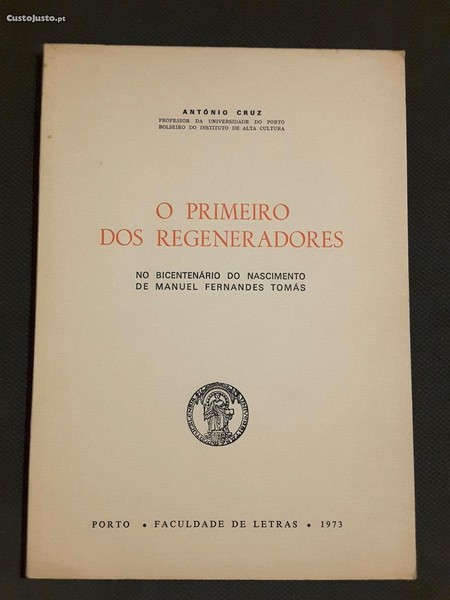 CustoJusto.pt
ANTÓNIO CRUZ
PROFESSOR DA UNIVERSIDADE DO PORTO
BOLSEIRO DO INSTITUTO DE ALTA CULTURA
O PRIMEIRO
DOS REGENERADORES
NO BICENTENÁRIO DO NASCIMENTO
DE MANUEL FERNANDES TOMÁS
PORTO • FACULDADE DE LETRAS • 1973